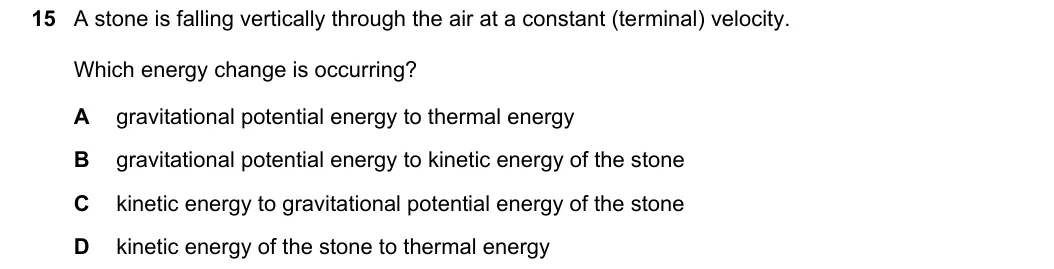 15 A stone is falling vertically through the air at a constant (terminal) velocity.
Which energy change is occurring?
A gravitational potential energy to thermal energy
B gravitational potential energy to kinetic energy of the stone
C kinetic energy to gravitational potential energy of the stone
D kinetic energy of the stone to thermal energy